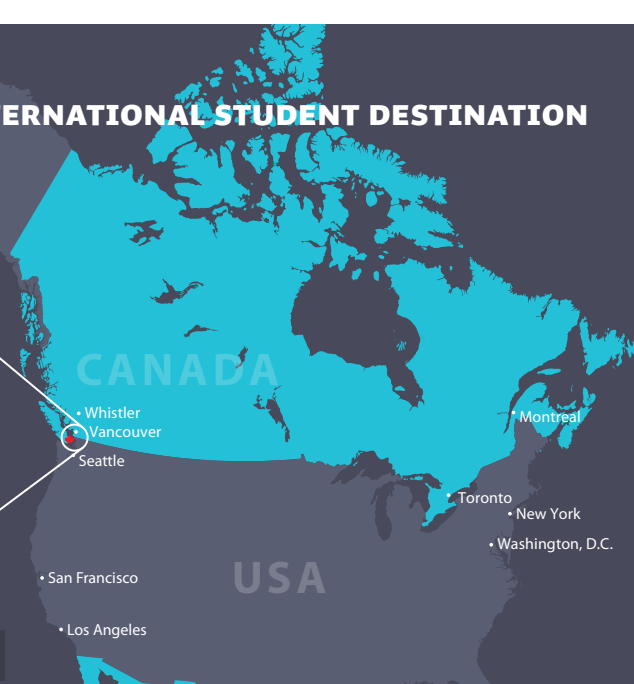 ERNATIONAL STUDENT DESTINATION
CANADA
Whistler
Vancouver
Seattle
Montreal
Toronto
New York
Washington, D.C.
USA
San Francisco
Los Angeles